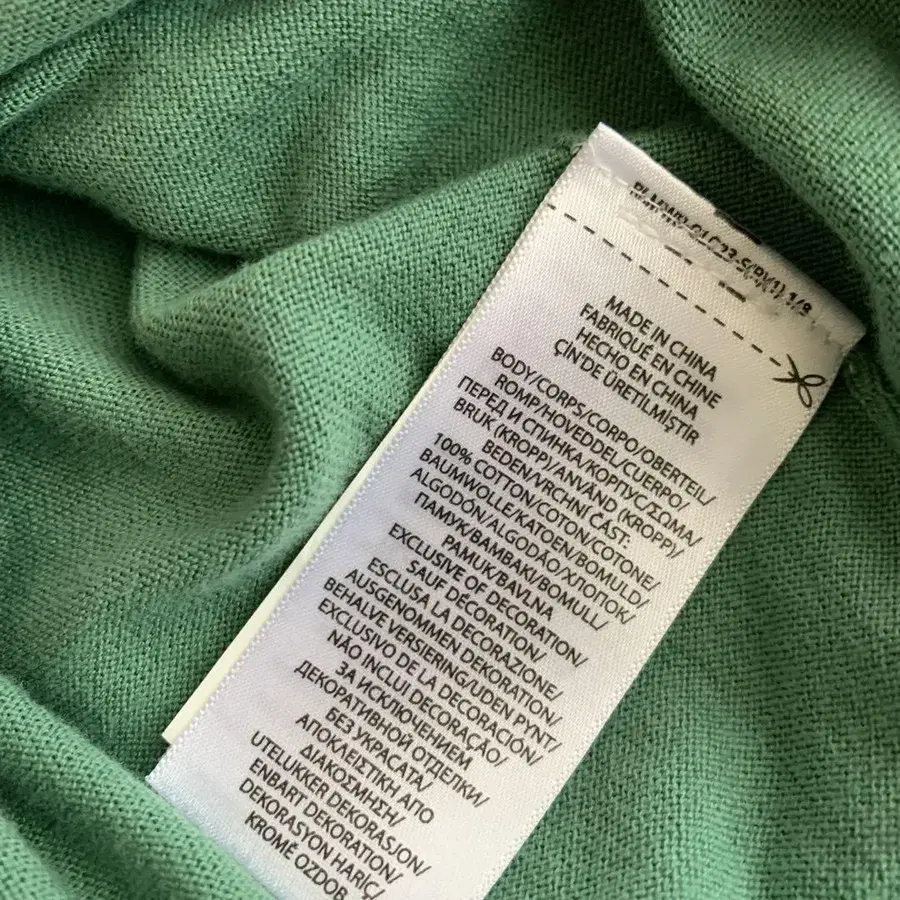 MADE IN CHINA
FABRIQUÉ EN CHINE
HECHO EN CHINA
ÇİN'DE ÜRETİLMİŞTİR
BODY/CORPS/CORPO/OBERTEIL/
ROMP/HOVEDDEL/CUERPO/
ПЕРЕД И СПИНКА/КОРПУС/ΣΩΜΑ/
BRUK (KROPP)/ANVÄND (KROPP)/
BEDEN/VRCHNÍ ČÁST:
100% COTTON/COTON/COTONE/
BAUMWOLLE/KATOEN/BOMULD/
ALGODÓN/ALGODÃO/ХЛОПОК/
ПАМУК/ΒΑΜΒΑΚΙ/BOMULL/
PAMUK/BAVLNA
EXCLUSIVE OF DECORATION/
SAUF DÉCORATION/
ESCLUSA LA DECORAZIONE/
AUSGENOMMEN DEKORATION/
BEHALVE VERSIERING/UDEN PYNT/
EXCLUSIVO DE LA DECORACIÓN/
NÃO INCLUI DECORAÇÃO/
ЗА ИСКЛЮЧЕНИЕМ
ДЕКОРАТИВНОЙ ОТДЕЛКИ/
БЕЗ УКРАСАТА/
ΑΠΟΚΛΕΙΣΤΙΚΗ ΑΠΟ
ΔΙΑΚΟΣΜΗΣΗ/
UTELUKKER DEKORASJON/
ENBART DEKORATION/
DEKORASYON HARİÇ/
KROMĚ OZDOB